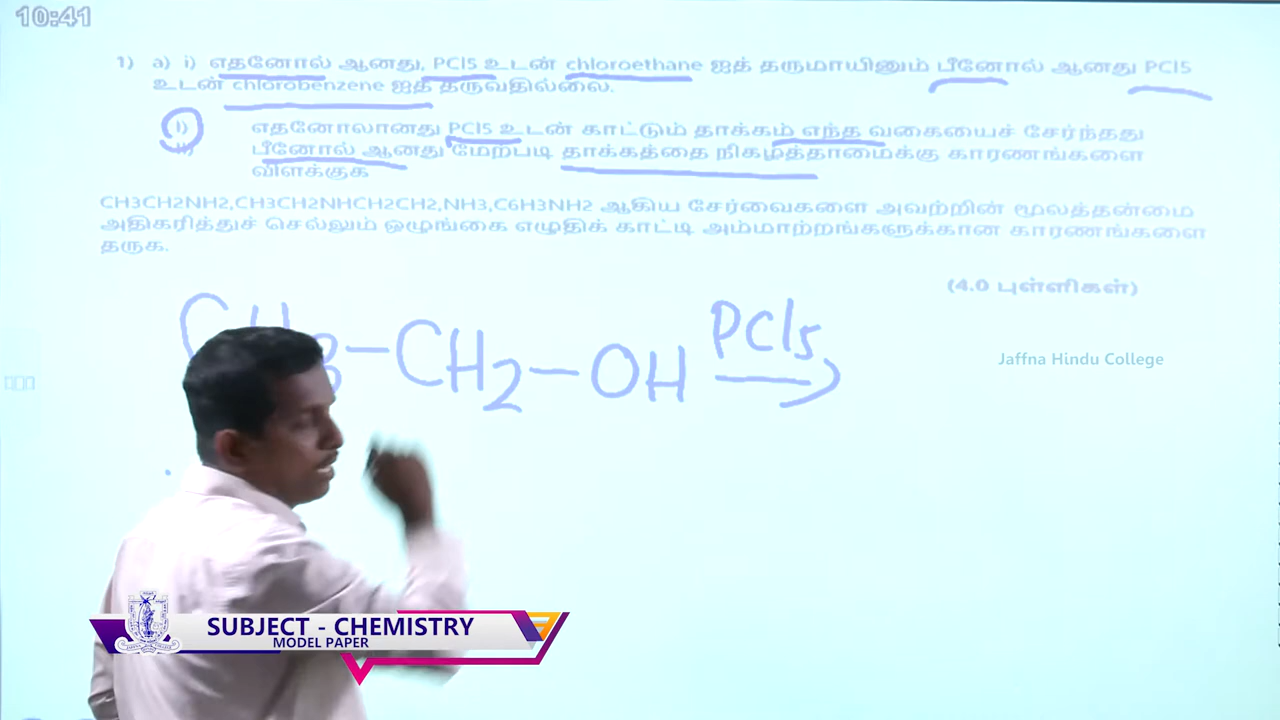 10:41
1) a) i) எதனோல் ஆனது, PCl5 உடன் chloroethane ஐத் தருமாயினும் பீனோல் ஆனது PCl5
உடன் chlorobenzene ஐத் தருவதில்லை.
i) எதனோலானது PCl5 உடன் காட்டும் தாக்கம் எந்த வகையைச் சேர்ந்தது
பீனோல் ஆனது மேற்படி தாக்கத்தை நிகழ்த்தாமைக்கு காரணங்களை
விளக்குக
CH3CH2NH2,CH3CH2NHCH2CH2,NH3,C6H3NH2 ஆகிய சேர்வைகளை அவற்றின் மூலத்தன்மை
அதிகரித்துச் செல்லும் ஒழுங்கை எழுதிக் காட்டி அம்மாற்றங்களுக்கான காரணங்களை
தருக.
(4.0 புள்ளிகள்)
CH3-CH2-OH PCl5
Jaffna Hindu College
SUBJECT - CHEMISTRY
MODEL PAPER